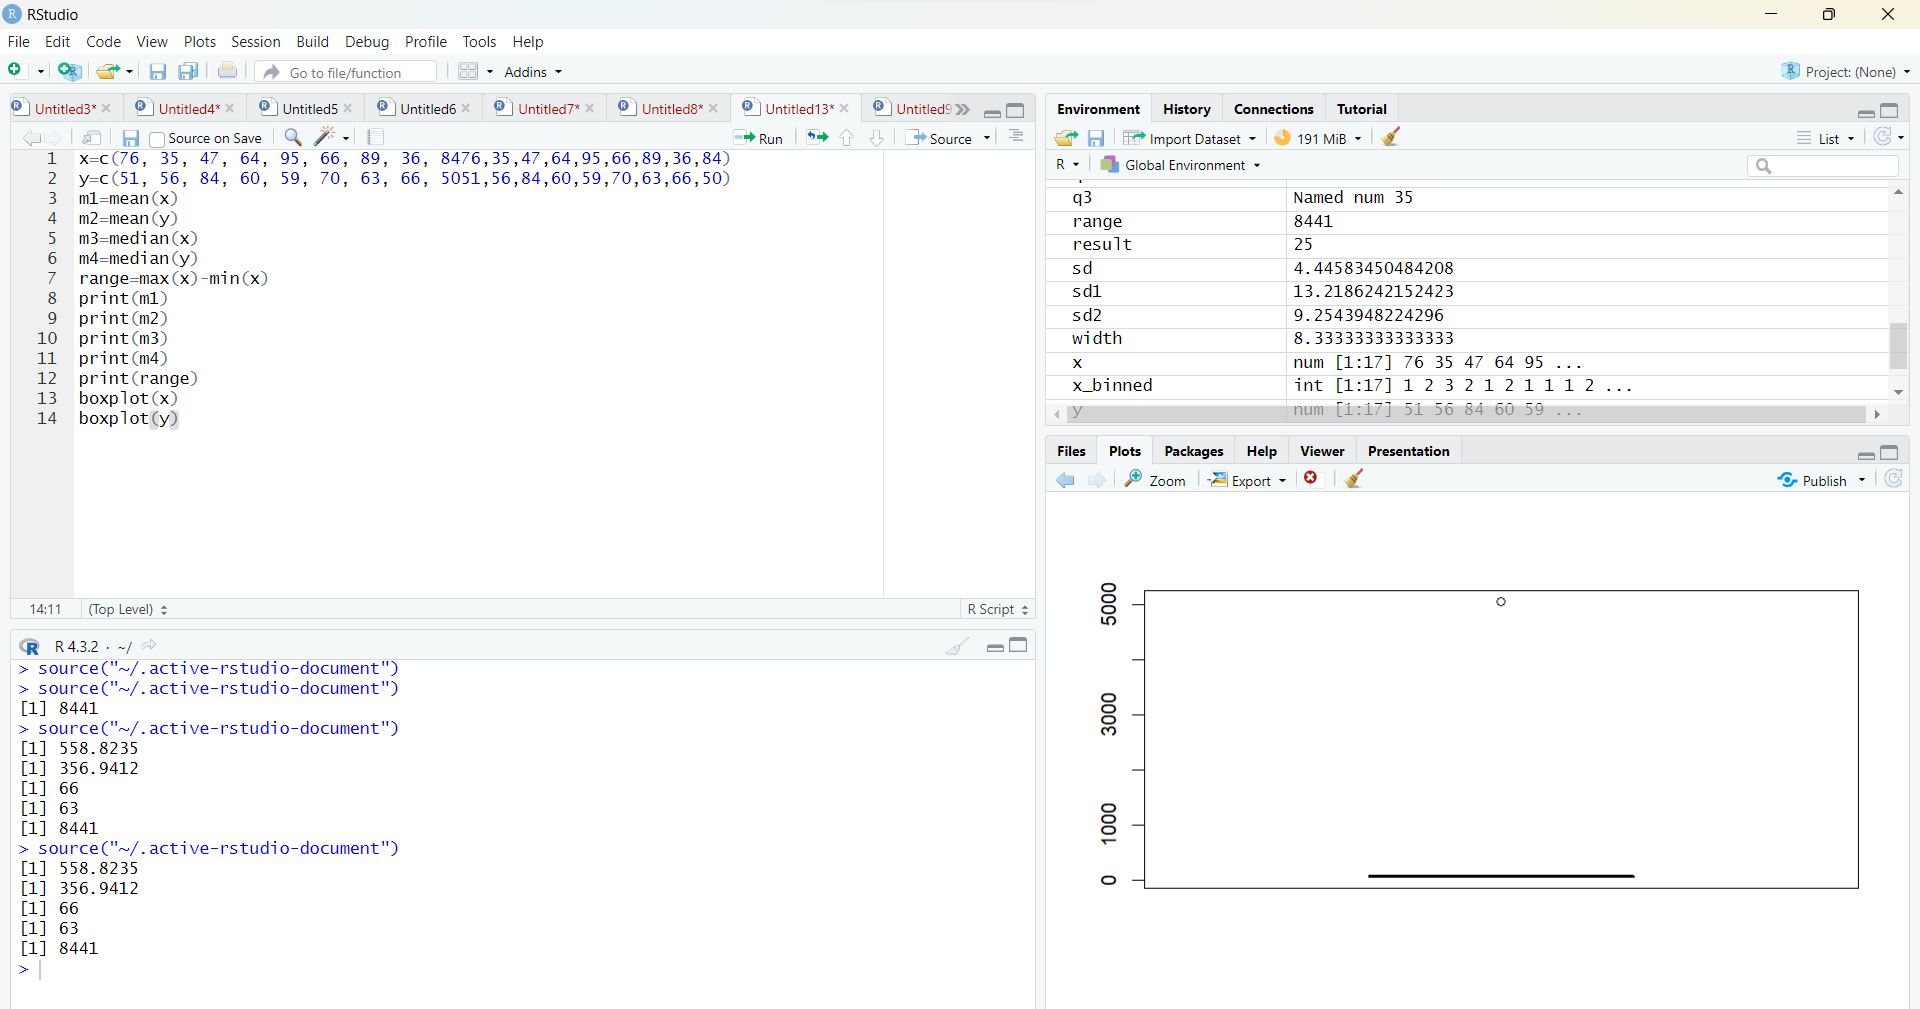 RStudio
File Edit Code View Plots Session Build Debug Profile Tools Help
Go to file/function Addins Project: (None)
Untitled3* Untitled4* Untitled5 Untitled6 Untitled7* Untitled8* Untitled13* Untitled9
Source on Save Run Source
1 x=c(76, 35, 47, 64, 95, 66, 89, 36, 8476,35,47,64,95,66,89,36,84)
2 y=c(51, 56, 84, 60, 59, 70, 63, 66, 5051,56,84,60,59,70,63,66,50)
3 m1=mean(x)
4 m2=mean(y)
5 m3=median(x)
6 m4=median(y)
7 range=max(x)-min(x)
8 print(m1)
9 print(m2)
10 print(m3)
11 print(m4)
12 print(range)
13 boxplot(x)
14 boxplot(y)
14:11 (Top Level) R Script
R 4.3.2 · ~/
> source("~/.active-rstudio-document")
> source("~/.active-rstudio-document")
[1] 8441
> source("~/.active-rstudio-document")
[1] 558.8235
[1] 356.9412
[1] 66
[1] 63
[1] 8441
> source("~/.active-rstudio-document")
[1] 558.8235
[1] 356.9412
[1] 66
[1] 63
[1] 8441
>
Environment History Connections Tutorial
Import Dataset 191 MiB List
R Global Environment
q3 Named num 35
range 8441
result 25
sd 4.44583450484208
sd1 13.2186242152423
sd2 9.2543948224296
width 8.33333333333333
x num [1:17] 76 35 47 64 95 ...
x_binned int [1:17] 1 2 3 2 1 2 1 1 1 2 ...
y num [1:17] 51 56 84 60 59 ...
Files Plots Packages Help Viewer Presentation
Zoom Export Publish
5000
3000
1000
0